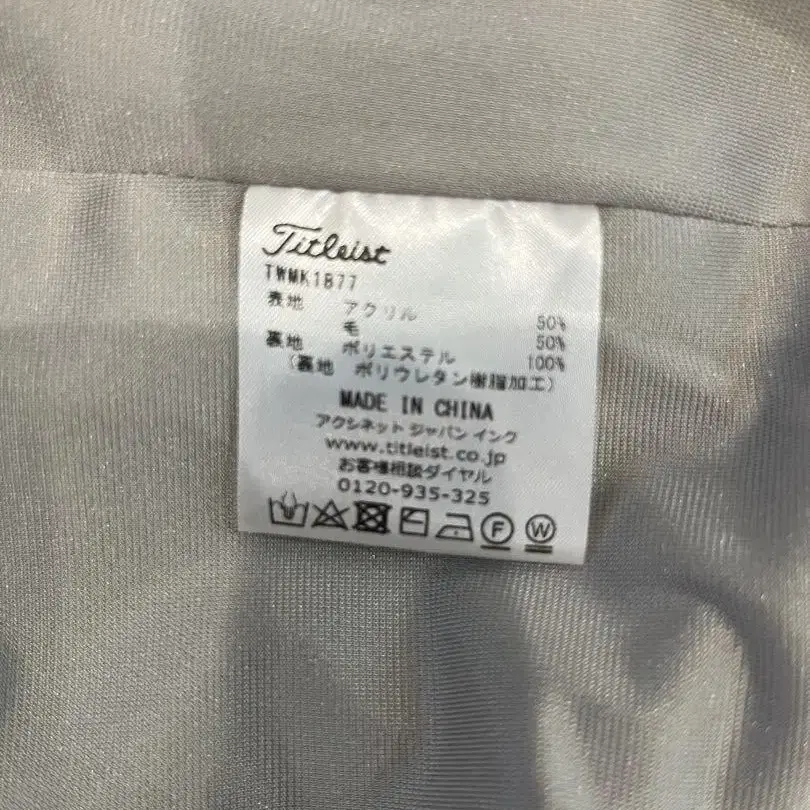 Titleist
TWMK1877
表地 アクリル 50%
毛 50%
裏地 ポリエステル 100%
(裏地 ポリウレタン樹脂加工)
MADE IN CHINA
アクシネット ジャパン インク
www.titleist.co.jp
お客様相談ダイヤル
0120-935-325
F W